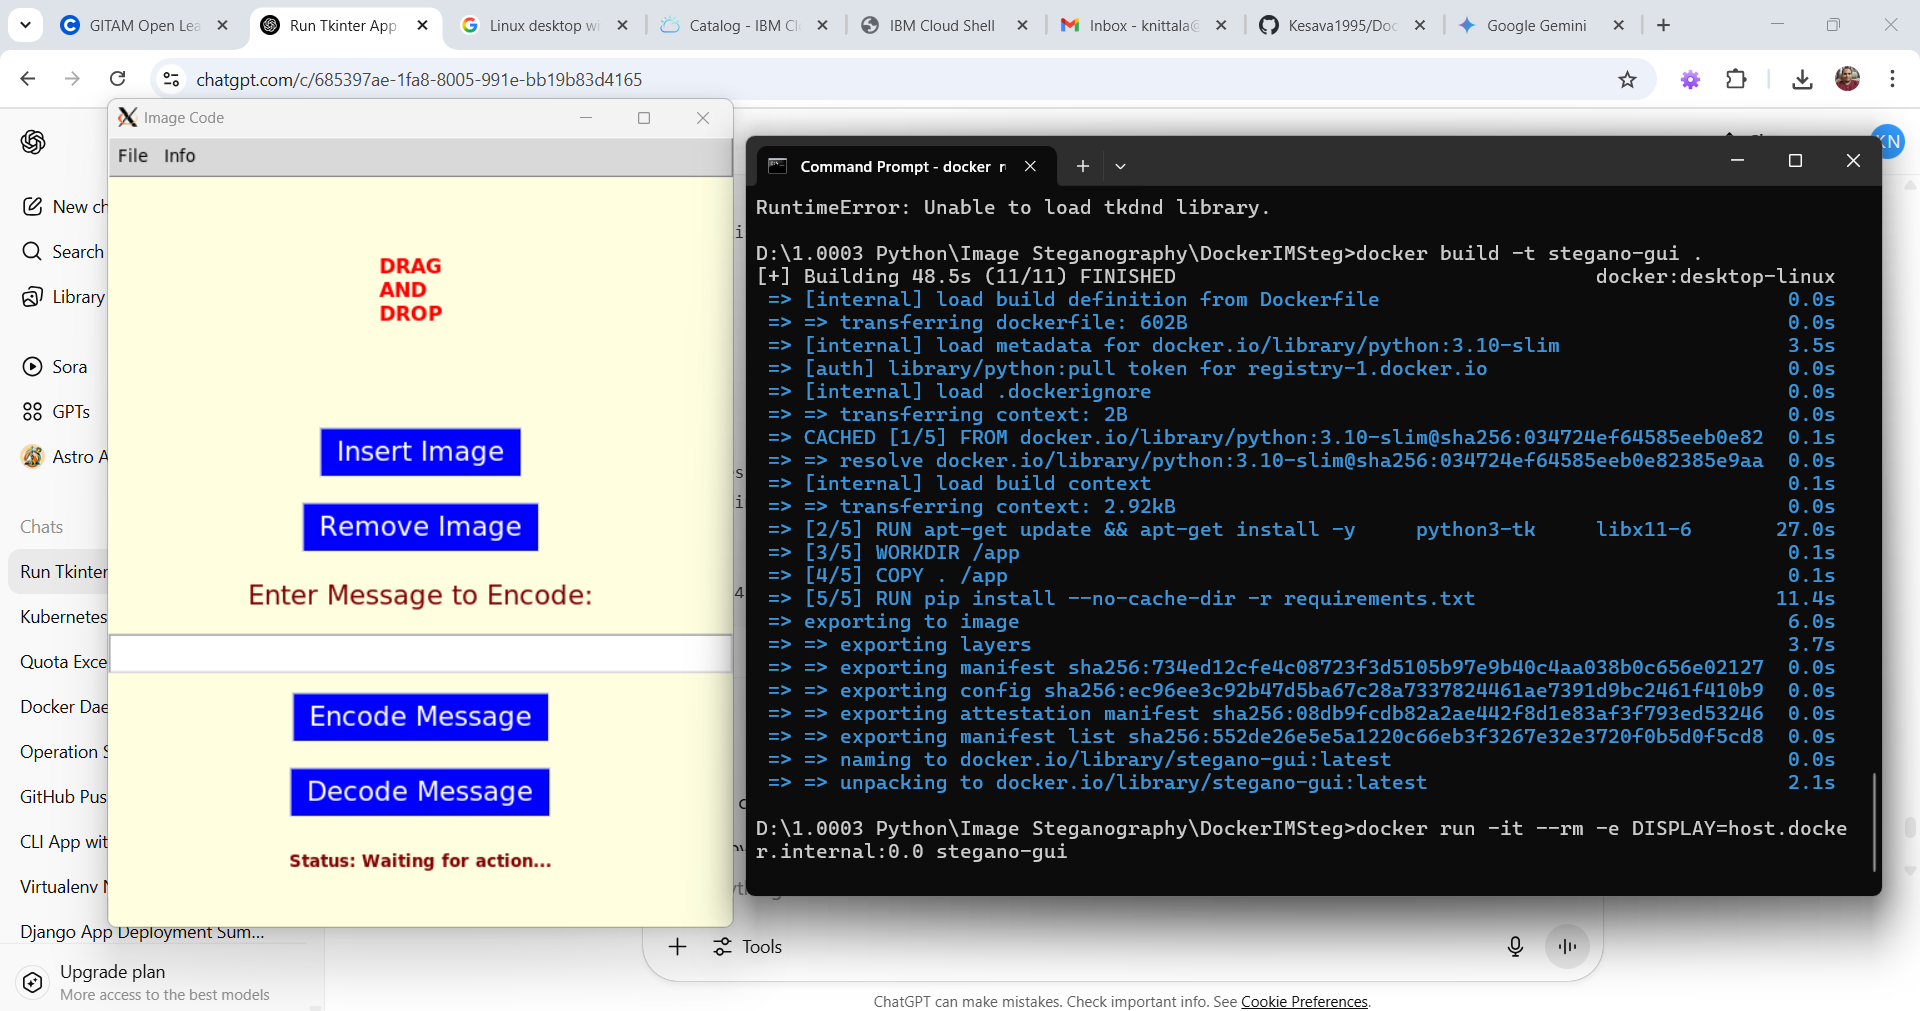 GITAM Open Lea
Run Tkinter App
Linux desktop wi
Catalog - IBM Cl
IBM Cloud Shell
Inbox - knittala@
Kesava1995/Doc
Google Gemini
chatgpt.com/c/685397ae-1fa8-8005-991e-bb19b83d4165
Image Code
File Info
DRAG
AND
DROP
Insert Image
Remove Image
Enter Message to Encode:
Encode Message
Decode Message
Status: Waiting for action...
New ch
Search
Library
Sora
GPTs
Astro A
Chats
Run Tkinter
Kubernetes
Quota Exce
Docker Dae
Operation S
GitHub Pus
CLI App wit
Virtualenv N
Django App Deployment Sum...
Upgrade plan
More access to the best models
KN
Command Prompt - docker r
RuntimeError: Unable to load tkdnd library.
D:\1.0003 Python\Image Steganography\DockerIMSteg>docker build -t stegano-gui .
[+] Building 48.5s (11/11) FINISHED docker:desktop-linux
=> [internal] load build definition from Dockerfile 0.0s
=> => transferring dockerfile: 602B 0.0s
=> [internal] load metadata for docker.io/library/python:3.10-slim 3.5s
=> [auth] library/python:pull token for registry-1.docker.io 0.0s
=> [internal] load .dockerignore 0.0s
=> => transferring context: 2B 0.0s
=> CACHED [1/5] FROM docker.io/library/python:3.10-slim@sha256:034724ef64585eeb0e82 0.1s
=> => resolve docker.io/library/python:3.10-slim@sha256:034724ef64585eeb0e82385e9aa 0.0s
=> [internal] load build context 0.1s
=> => transferring context: 2.92kB 0.0s
=> [2/5] RUN apt-get update && apt-get install -y python3-tk libx11-6 27.0s
=> [3/5] WORKDIR /app 0.1s
=> [4/5] COPY . /app 0.1s
=> [5/5] RUN pip install --no-cache-dir -r requirements.txt 11.4s
=> exporting to image 6.0s
=> => exporting layers 3.7s
=> => exporting manifest sha256:734ed12cfe4c08723f3d5105b97e9b40c4aa038b0c656e02127 0.0s
=> => exporting config sha256:ec96ee3c92b47d5ba67c28a7337824461ae7391d9bc2461f410b9 0.0s
=> => exporting attestation manifest sha256:08db9fcdb82a2ae442f8d1e83af3f793ed53246 0.0s
=> => exporting manifest list sha256:552de26e5e5a1220c66eb3f3267e32e3720f0b5d0f5cd8 0.0s
=> => naming to docker.io/library/stegano-gui:latest 0.0s
=> => unpacking to docker.io/library/stegano-gui:latest 2.1s
D:\1.0003 Python\Image Steganography\DockerIMSteg>docker run -it --rm -e DISPLAY=host.docke
r.internal:0.0 stegano-gui
Tools
ChatGPT can make mistakes. Check important info. See Cookie Preferences.